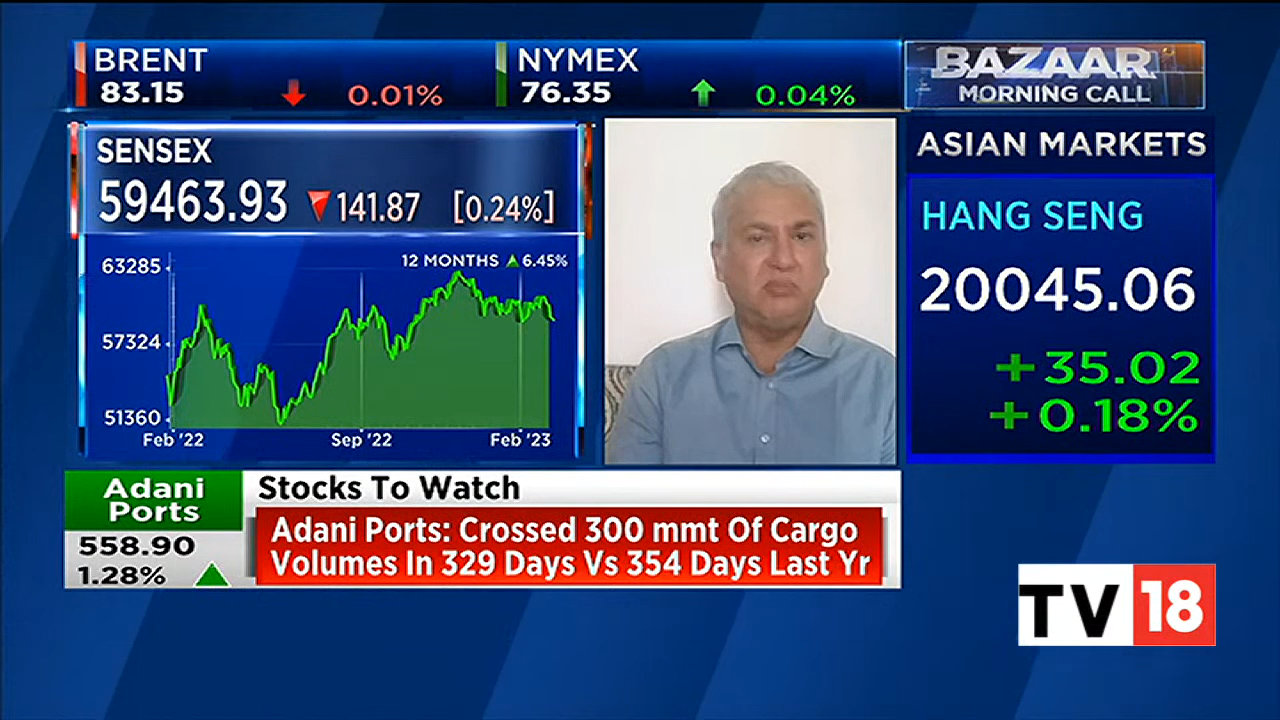 BRENT
83.15 0.01%
NYMEX
76.35 0.04%
BAZAAR
MORNING CALL
SENSEX
59463.93 141.87 [0.24%]
12 MONTHS 6.45%
63285
57324
51360
Feb '22 Sep '22 Feb '23
ASIAN MARKETS
HANG SENG
20045.06
+35.02
+0.18%
Adani
Ports
558.90
1.28%
Stocks To Watch
Adani Ports: Crossed 300 mmt Of Cargo
Volumes In 329 Days Vs 354 Days Last Yr
TV18